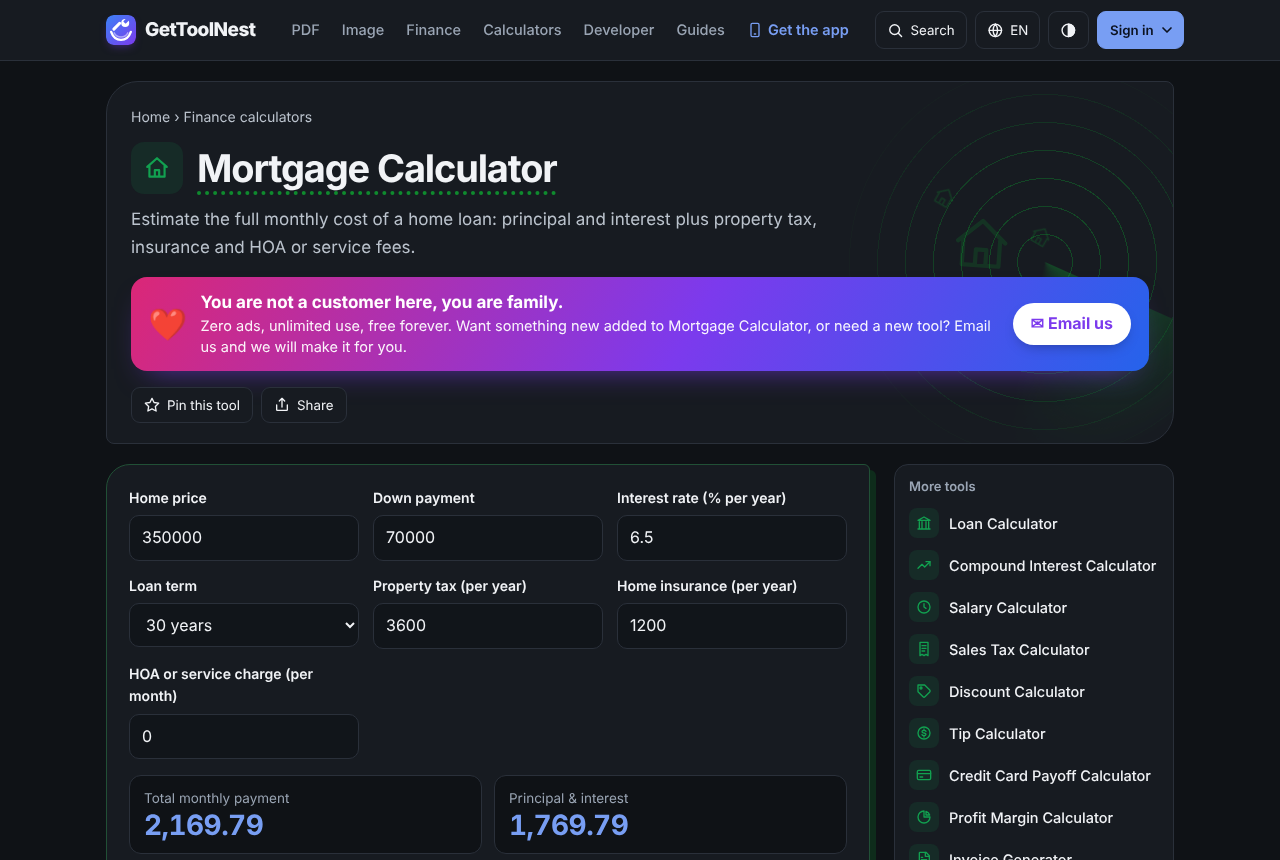 GetToolNest
PDF
Image
Finance
Calculators
Developer
Guides
Get the app
Search
EN
Sign in
Home › Finance calculators
Mortgage Calculator
Estimate the full monthly cost of a home loan: principal and interest plus property tax,
insurance and HOA or service fees.
You are not a customer here, you are family.
Zero ads, unlimited use, free forever. Want something new added to Mortgage Calculator, or need a new tool? Email
us and we will make it for you.
✉ Email us
Pin this tool
Share
Home price
Down payment
Interest rate (% per year)
350000
70000
6.5
Loan term
Property tax (per year)
Home insurance (per year)
30 years
3600
1200
HOA or service charge (per
month)
0
Total monthly payment
2,169.79
Principal & interest
1,769.79
More tools
Loan Calculator
Compound Interest Calculator
Salary Calculator
Sales Tax Calculator
Discount Calculator
Tip Calculator
Credit Card Payoff Calculator
Profit Margin Calculator
Invoice Generator